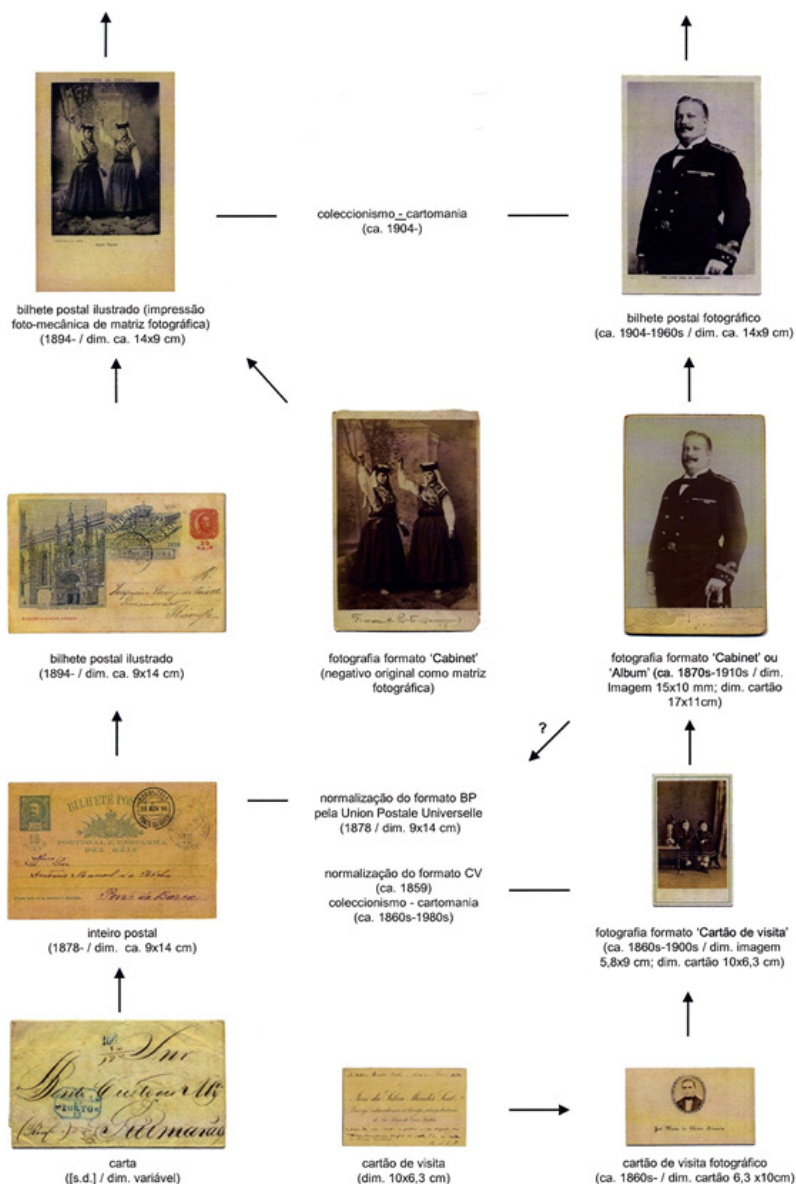 coleccionismo - cartomania
(ca. 1904-)
bilhete postal ilustrado (impressão
foto-mecânica de matriz fotográfica)
(1894- / dim. ca. 14x9 cm)
bilhete postal fotográfico
(ca. 1904-1960s / dim. ca. 14x9 cm)
BILHETE POSTAL
bilhete postal ilustrado
(1894- / dim. ca. 9x14 cm)
fotografia formato ‘Cabinet’
(negativo original como matriz
fotográfica)
fotografia formato ‘Cabinet’ ou
‘Album’ (ca. 1870s-1910s / dim.
Imagem 15x10 mm; dim. cartão
17x11cm)
?
BILHETE POSTAL
PORTUGAL E HESPANHA
DEZ RÉIS
inteiro postal
(1878- / dim. ca. 9x14 cm)
normalização do formato BP
pela Union Postale Universelle
(1878 / dim. 9x14 cm)
normalização do formato CV
(ca. 1859)
coleccionismo - cartomania
(ca. 1860s-1980s)
fotografia formato ‘Cartão de visita’
(ca. 1860s-1900s / dim. imagem
5,8x9 cm; dim. cartão 10x6,3 cm)
PORTO
carta
([s.d.] / dim. variável)
cartão de visita
(dim. 10x6,3 cm)
cartão de visita fotográfico
(ca. 1860s- / dim. cartão 6,3 x10cm)